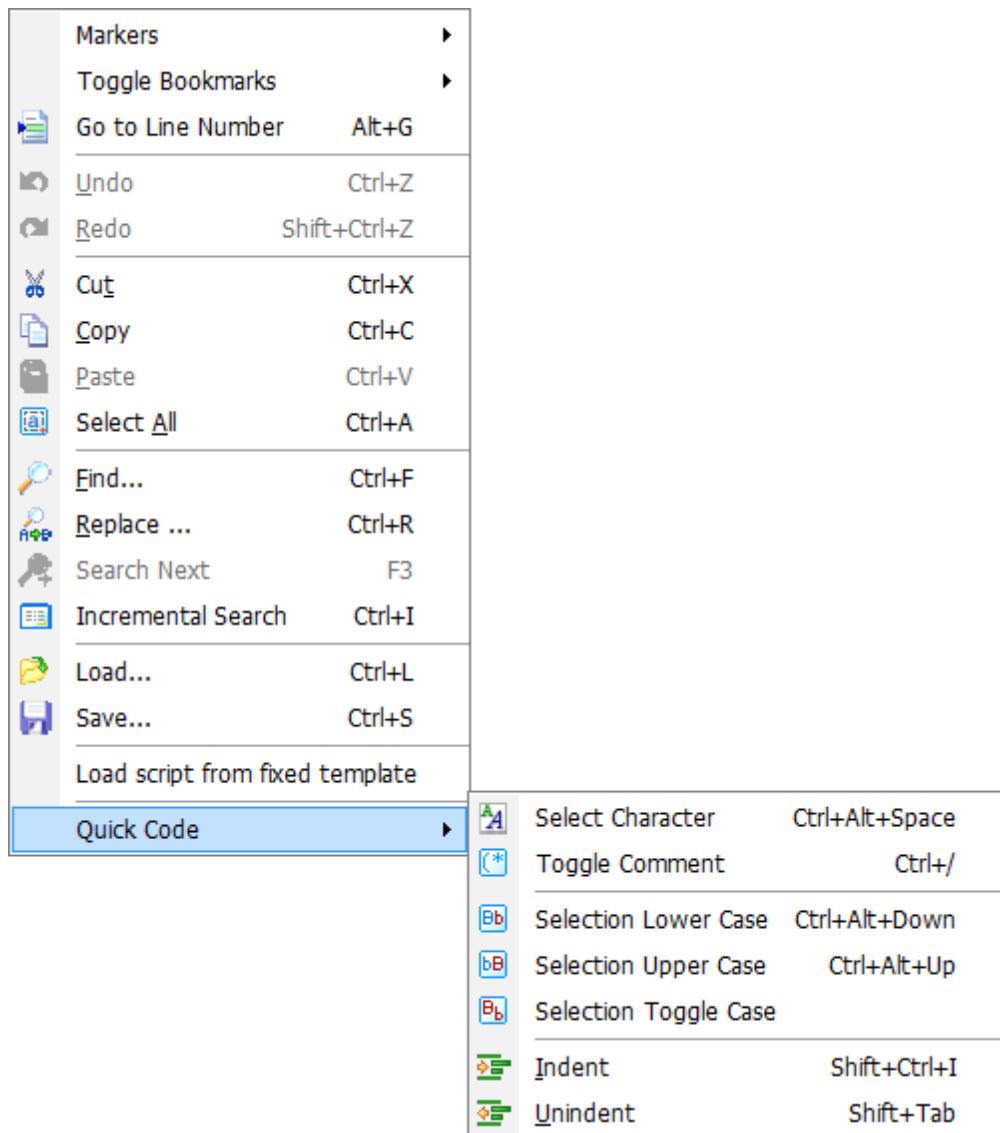 Markers
Toggle Bookmarks
Go to Line Number Alt+G
Undo Ctrl+Z
Redo Shift+Ctrl+Z
Cut Ctrl+X
Copy Ctrl+C
Paste Ctrl+V
Select All Ctrl+A
Find... Ctrl+F
Replace ... Ctrl+R
Search Next F3
Incremental Search Ctrl+I
Load... Ctrl+L
Save... Ctrl+S
Load script from fixed template
Quick Code
Select Character Ctrl+Alt+Space
Toggle Comment Ctrl+/
Selection Lower Case Ctrl+Alt+Down
Selection Upper Case Ctrl+Alt+Up
Selection Toggle Case
Indent Shift+Ctrl+I
Unindent Shift+Tab